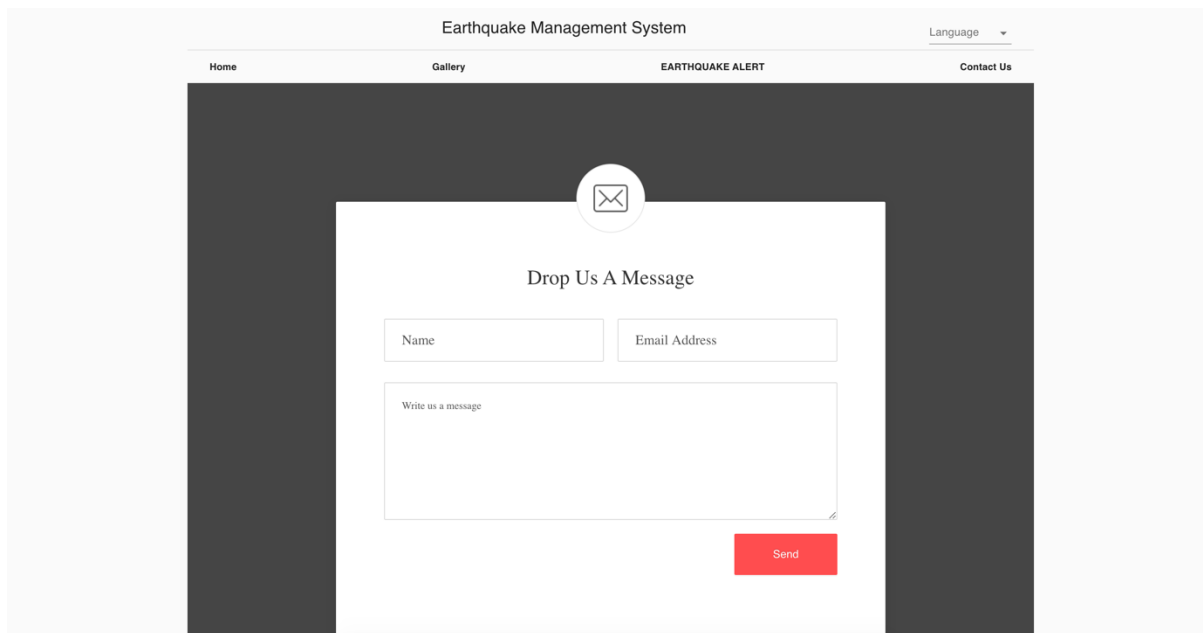 Earthquake Management System
Language
Home Gallery EARTHQUAKE ALERT Contact Us
Drop Us A Message
Name Email Address
Write us a message
Send